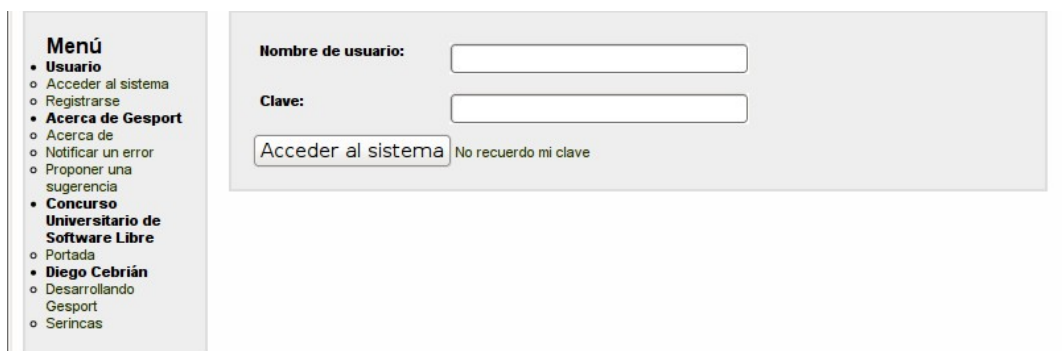 Menú
Usuario
Acceder al sistema
Registrarse
Acerca de Gesport
Acerca de
Notificar un error
Proponer una
sugerencia
Concurso
Universitario de
Software Libre
Portada
Diego Cebrián
Desarrollando
Gesport
Serincas
Nombre de usuario:
Clave:
Acceder al sistema No recuerdo mi clave